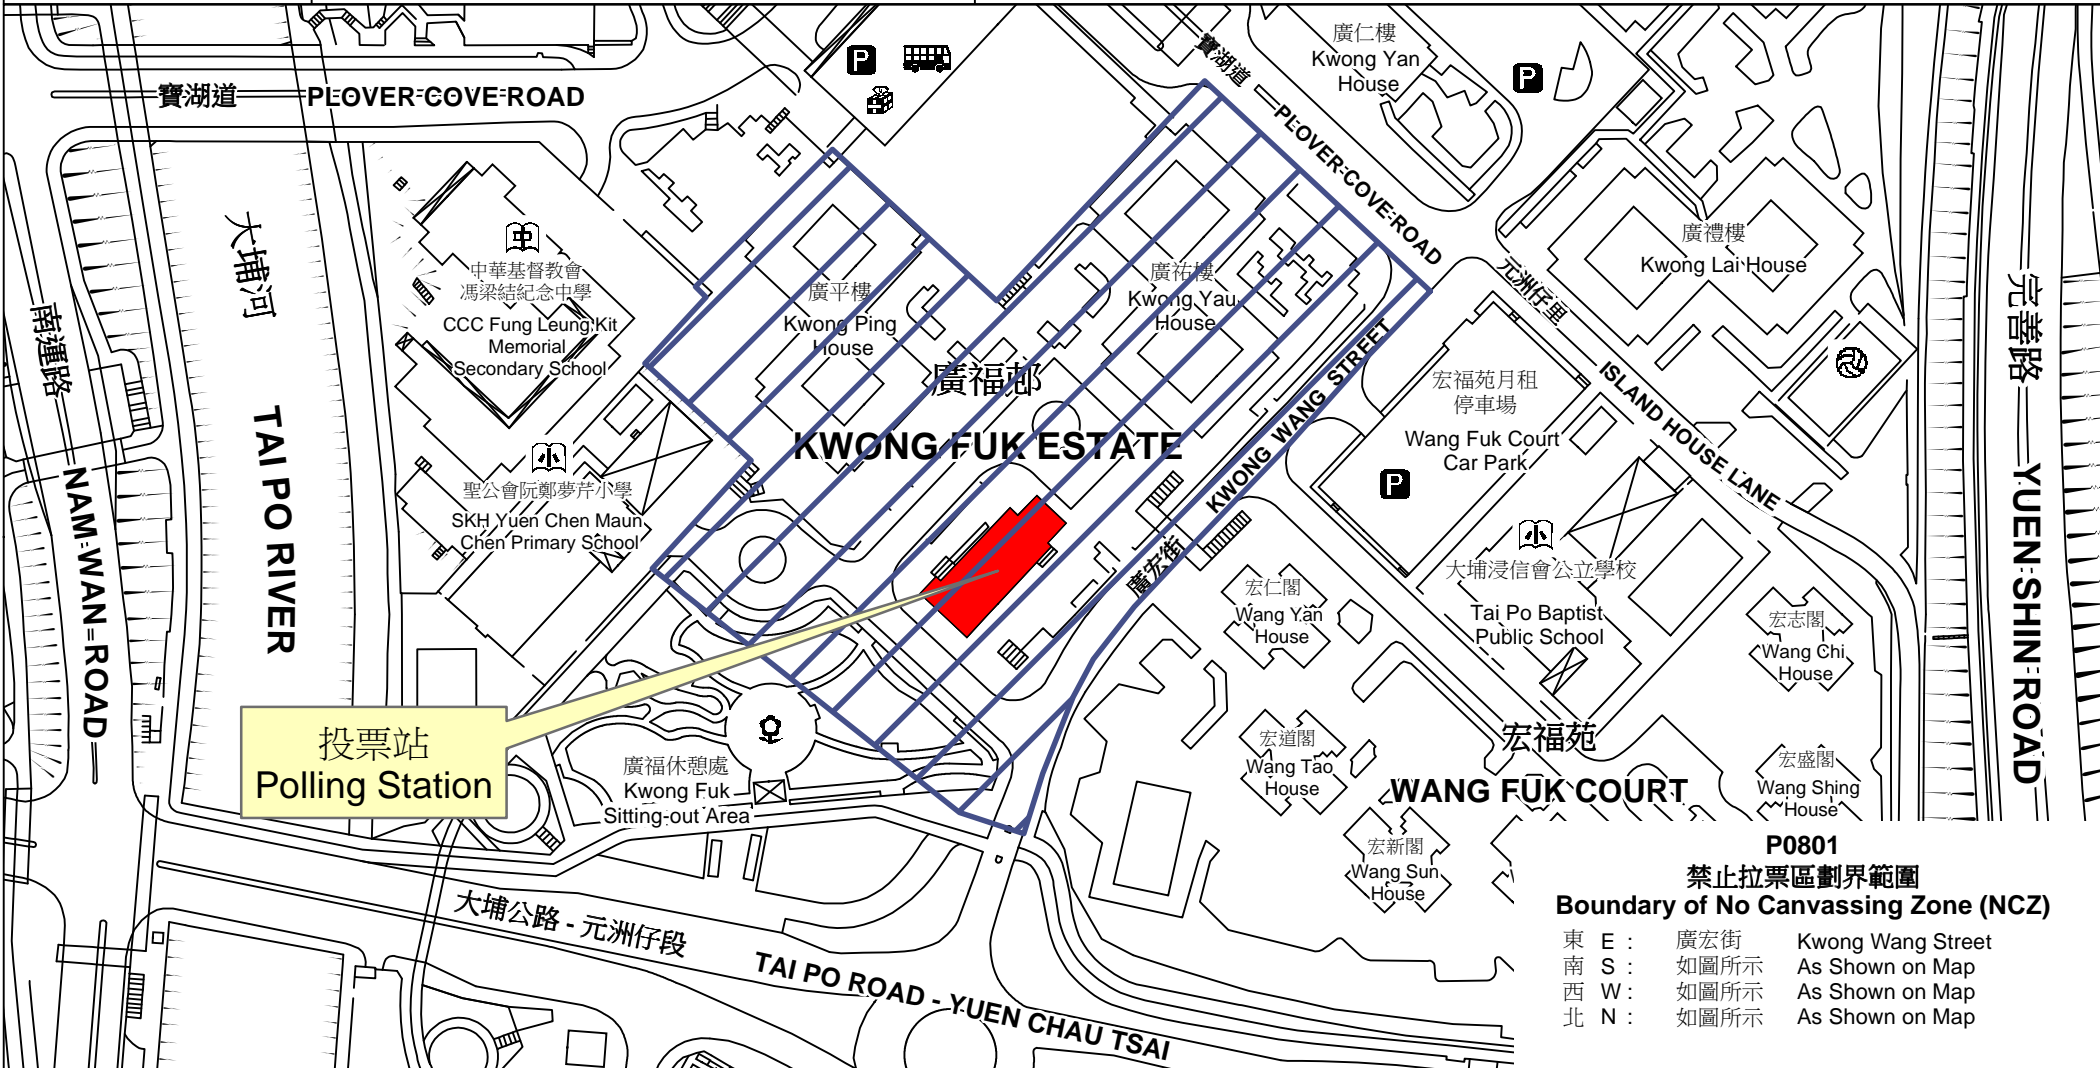 寶湖道 PLOVER COVE ROAD
P
寶湖道 PLOVER COVE ROAD
廣仁樓
Kwong Yan
House
P
大埔河
TAI PO RIVER
南運路
NAM WAN ROAD
中
中華基督教會
馮梁結紀念中學
CCC Fung Leung Kit
Memorial
Secondary School
小
聖公會阮鄭夢芹小學
SKH Yuen Chen Maun
Chen Primary School
廣平樓
Kwong Ping
House
廣祐樓
Kwong Yau
House
廣福邨
KWONG FUK ESTATE
廣宏街
KWONG WANG STREET
元洲仔里
ISLAND HOUSE LANE
廣禮樓
Kwong Lai House
完善路
YUEN SHIN ROAD
宏福苑月租
停車場
Wang Fuk Court
Car Park
P
小
大埔浸信會公立學校
Tai Po Baptist
Public School
宏仁閣
Wang Yan
House
宏志閣
Wang Chi
House
宏道閣
Wang Tao
House
宏福苑
WANG FUK COURT
宏盛閣
Wang Shing
House
宏新閣
Wang Sun
House
投票站
Polling Station
廣福休憩處
Kwong Fuk
Sitting-out Area
大埔公路 - 元洲仔段
TAI PO ROAD - YUEN CHAU TSAI
P0801
禁止拉票區劃界範圍
Boundary of No Canvassing Zone (NCZ)
東 E : 廣宏街 Kwong Wang Street
南 S : 如圖所示 As Shown on Map
西 W : 如圖所示 As Shown on Map
北 N : 如圖所示 As Shown on Map